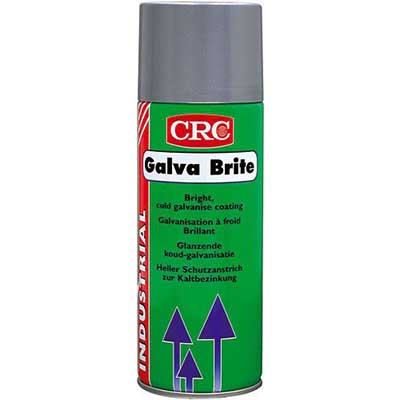 CRC
Galva Brite
Bright,
cold galvanise coating
Galvanisation à froid
Brillant
Glanzende
koud-galvanisatie
Heller Schutzanstrich
zur Kaltbezinkung
INDUSTRIAL